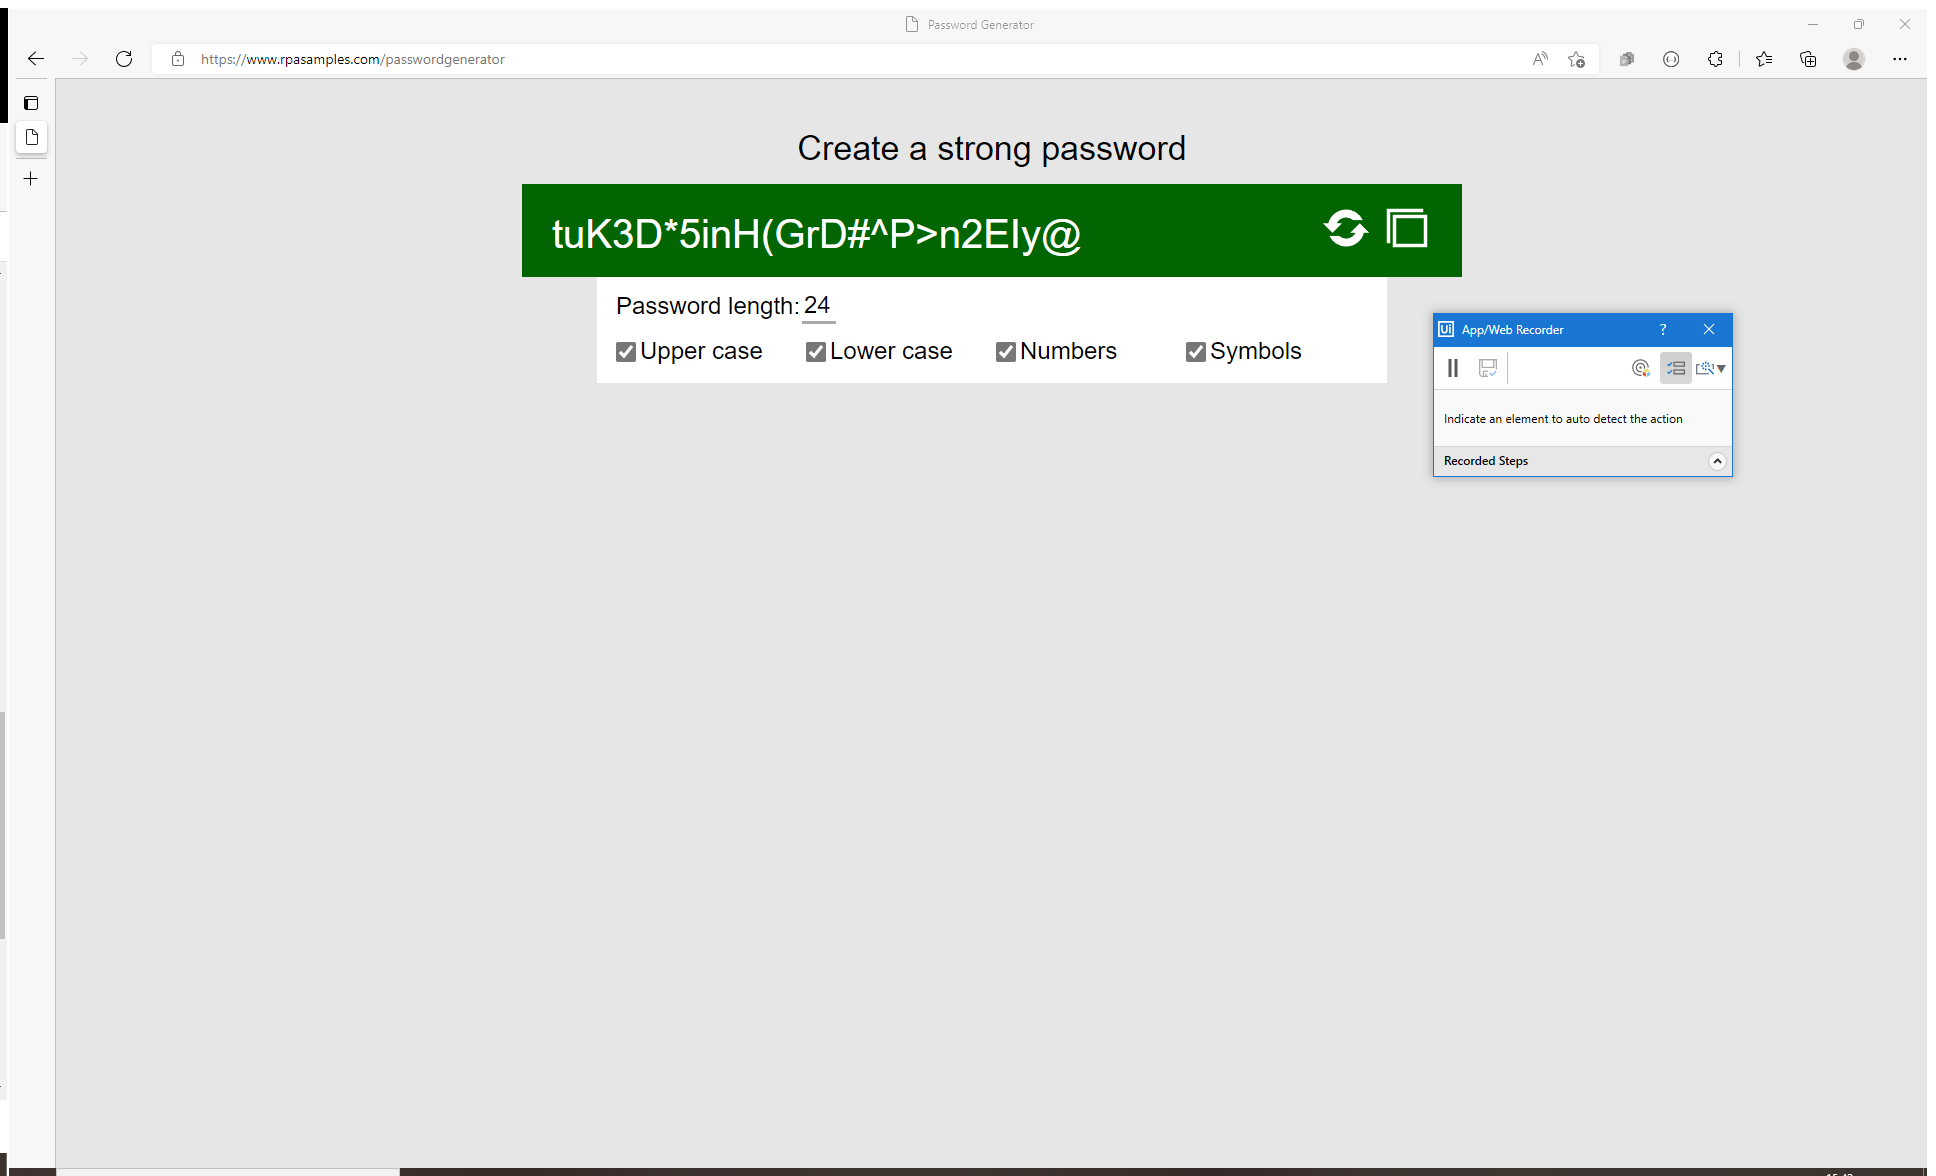 Password Generator
https://www.rpasamples.com/passwordgenerator
Create a strong password
tuK3D*5inH(GrD#^P>n2EIy@
Password length: 24
Upper case Lower case Numbers Symbols
Ui App/Web Recorder ?
Indicate an element to auto detect the action
Recorded Steps